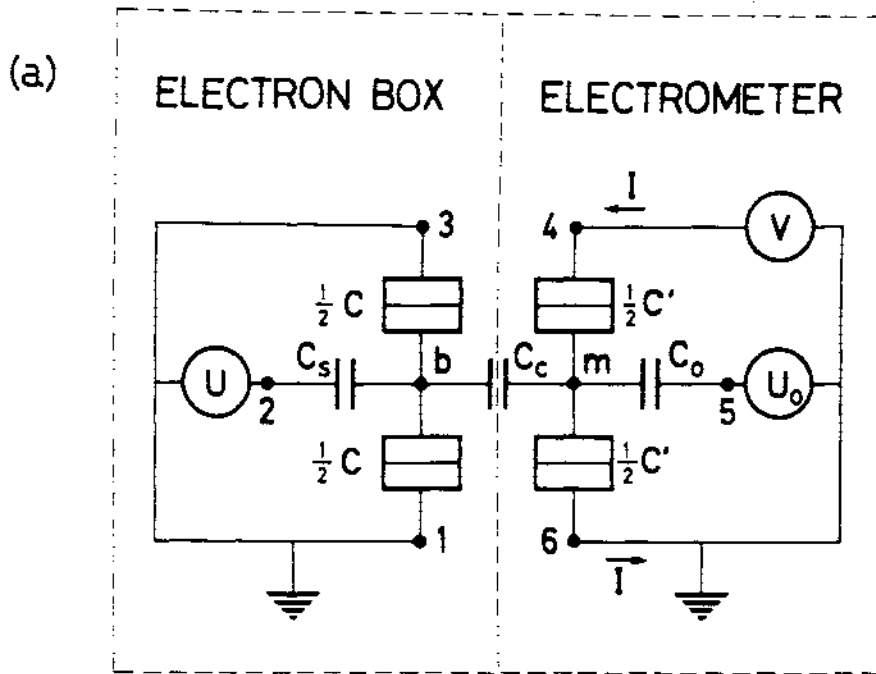 (a)
ELECTRON BOX
ELECTROMETER
I
3
4
V
½ C
½ C'
U
C_s
b
C_c
m
C_o
U_o
2
5
½ C
½ C'
1
6
I